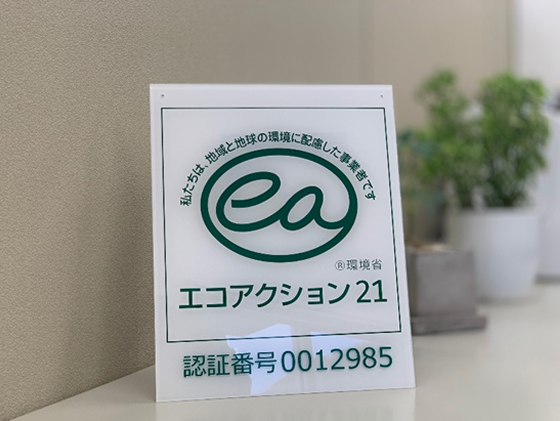 私たちは、地域と地球の環境に配慮した事業者です
ea
®環境省
エコアクション21
認証番号0012985